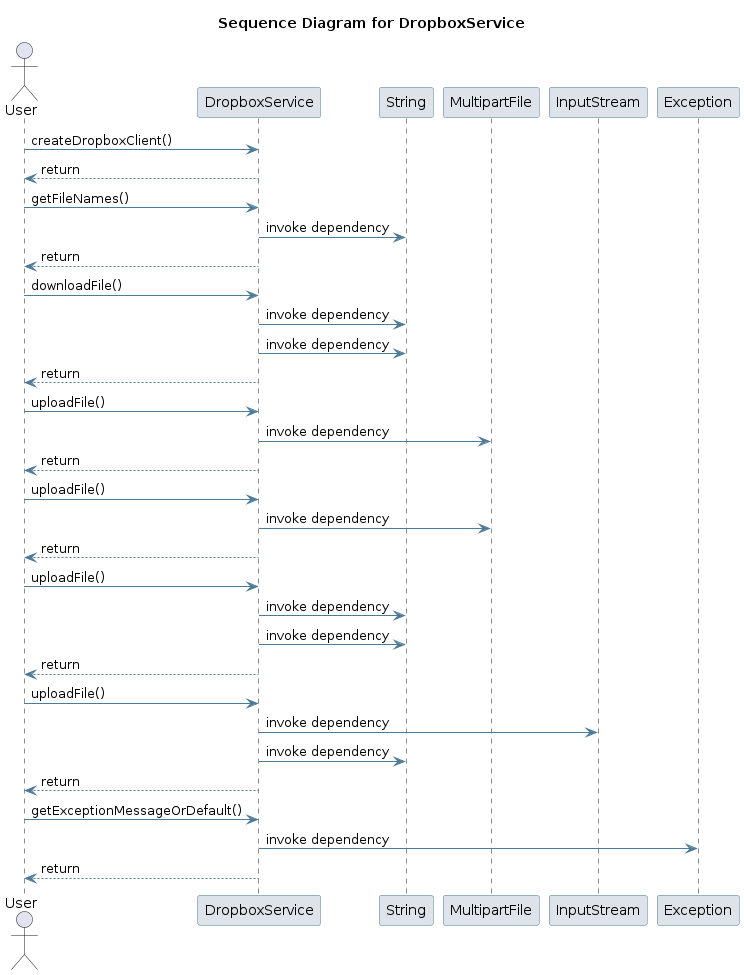 Sequence Diagram for DropboxService
User
DropboxService
String
MultipartFile
InputStream
Exception
createDropboxClient()
return
getFileNames()
invoke dependency
return
downloadFile()
invoke dependency
invoke dependency
return
uploadFile()
invoke dependency
return
uploadFile()
invoke dependency
return
uploadFile()
invoke dependency
invoke dependency
return
uploadFile()
invoke dependency
invoke dependency
return
getExceptionMessageOrDefault()
invoke dependency
return
User
DropboxService
String
MultipartFile
InputStream
Exception